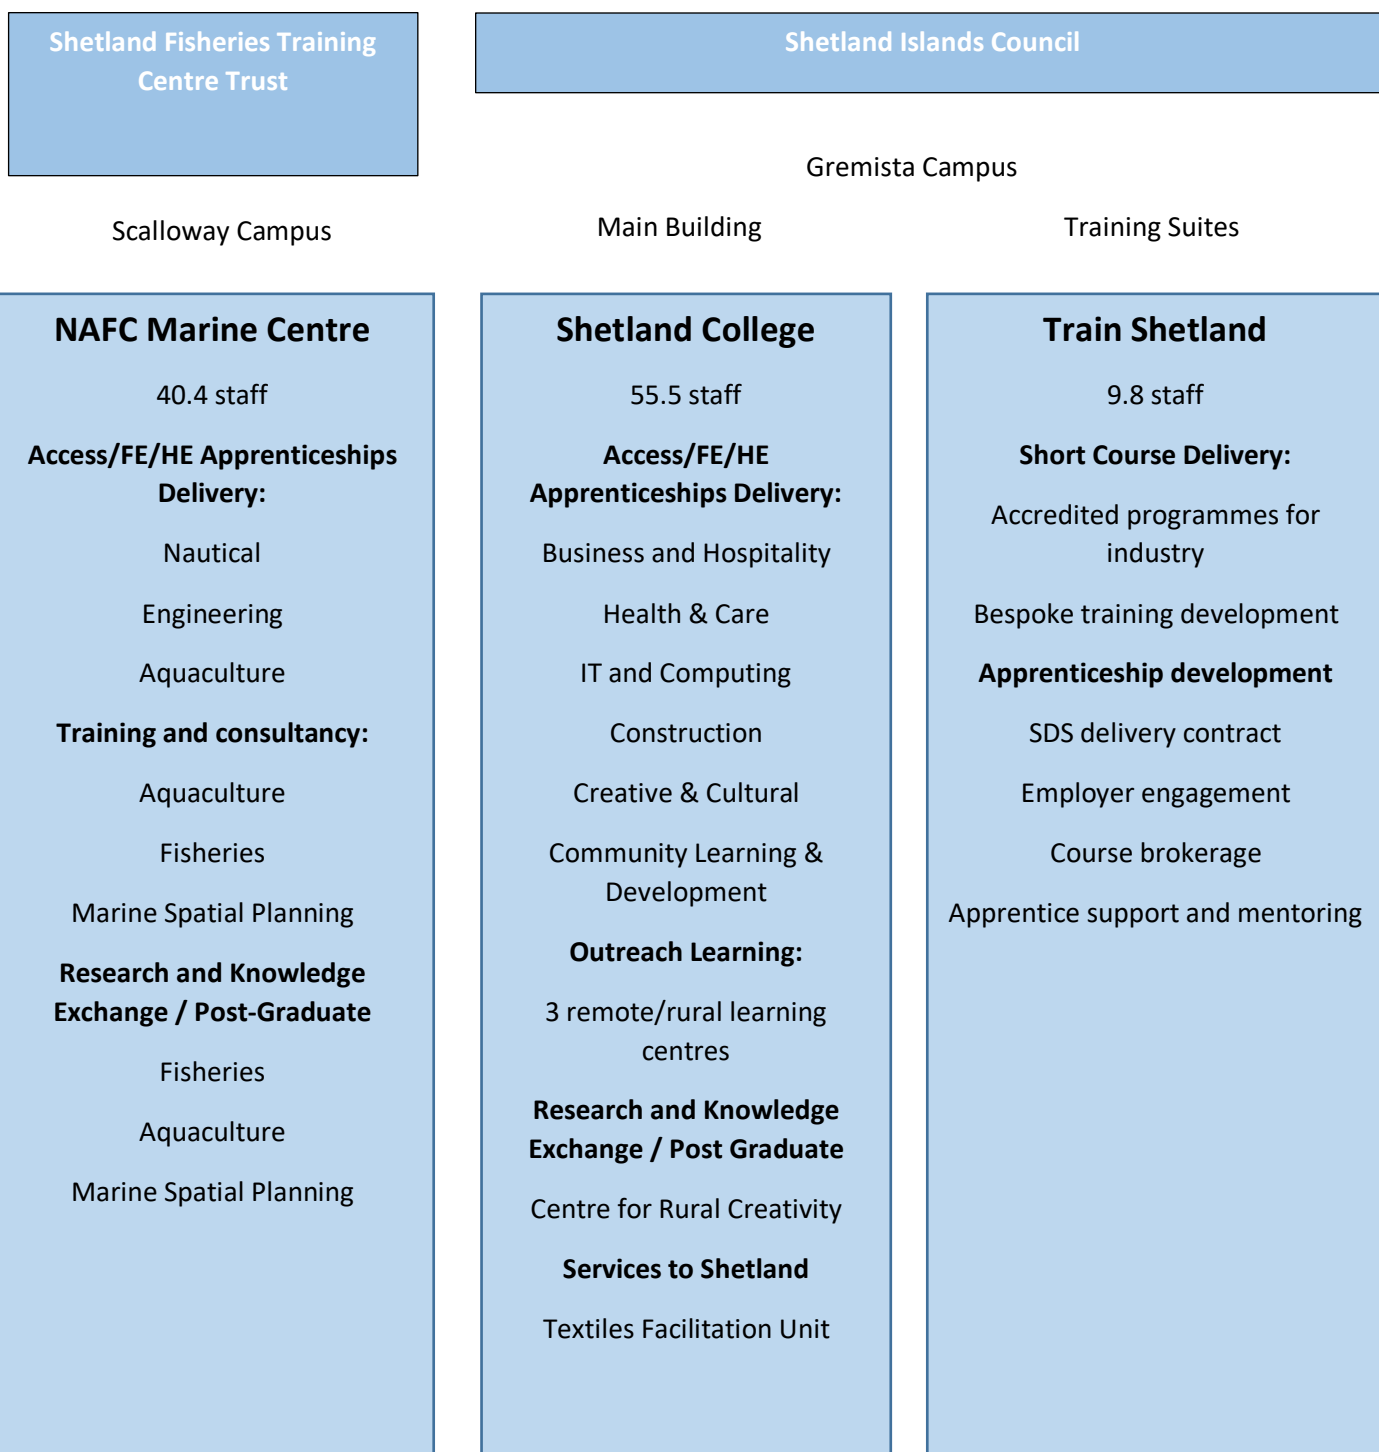 Shetland Fisheries Training
Centre Trust
Shetland Islands Council
Gremista Campus
Scalloway Campus
Main Building
Training Suites
NAFC Marine Centre
40.4 staff
Access/FE/HE Apprenticeships
Delivery:
Nautical
Engineering
Aquaculture
Training and consultancy:
Aquaculture
Fisheries
Marine Spatial Planning
Research and Knowledge
Exchange / Post-Graduate
Fisheries
Aquaculture
Marine Spatial Planning
Shetland College
55.5 staff
Access/FE/HE
Apprenticeships Delivery:
Business and Hospitality
Health & Care
IT and Computing
Construction
Creative & Cultural
Community Learning &
Development
Outreach Learning:
3 remote/rural learning
centres
Research and Knowledge
Exchange / Post Graduate
Centre for Rural Creativity
Services to Shetland
Textiles Facilitation Unit
Train Shetland
9.8 staff
Short Course Delivery:
Accredited programmes for
industry
Bespoke training development
Apprenticeship development
SDS delivery contract
Employer engagement
Course brokerage
Apprentice support and mentoring